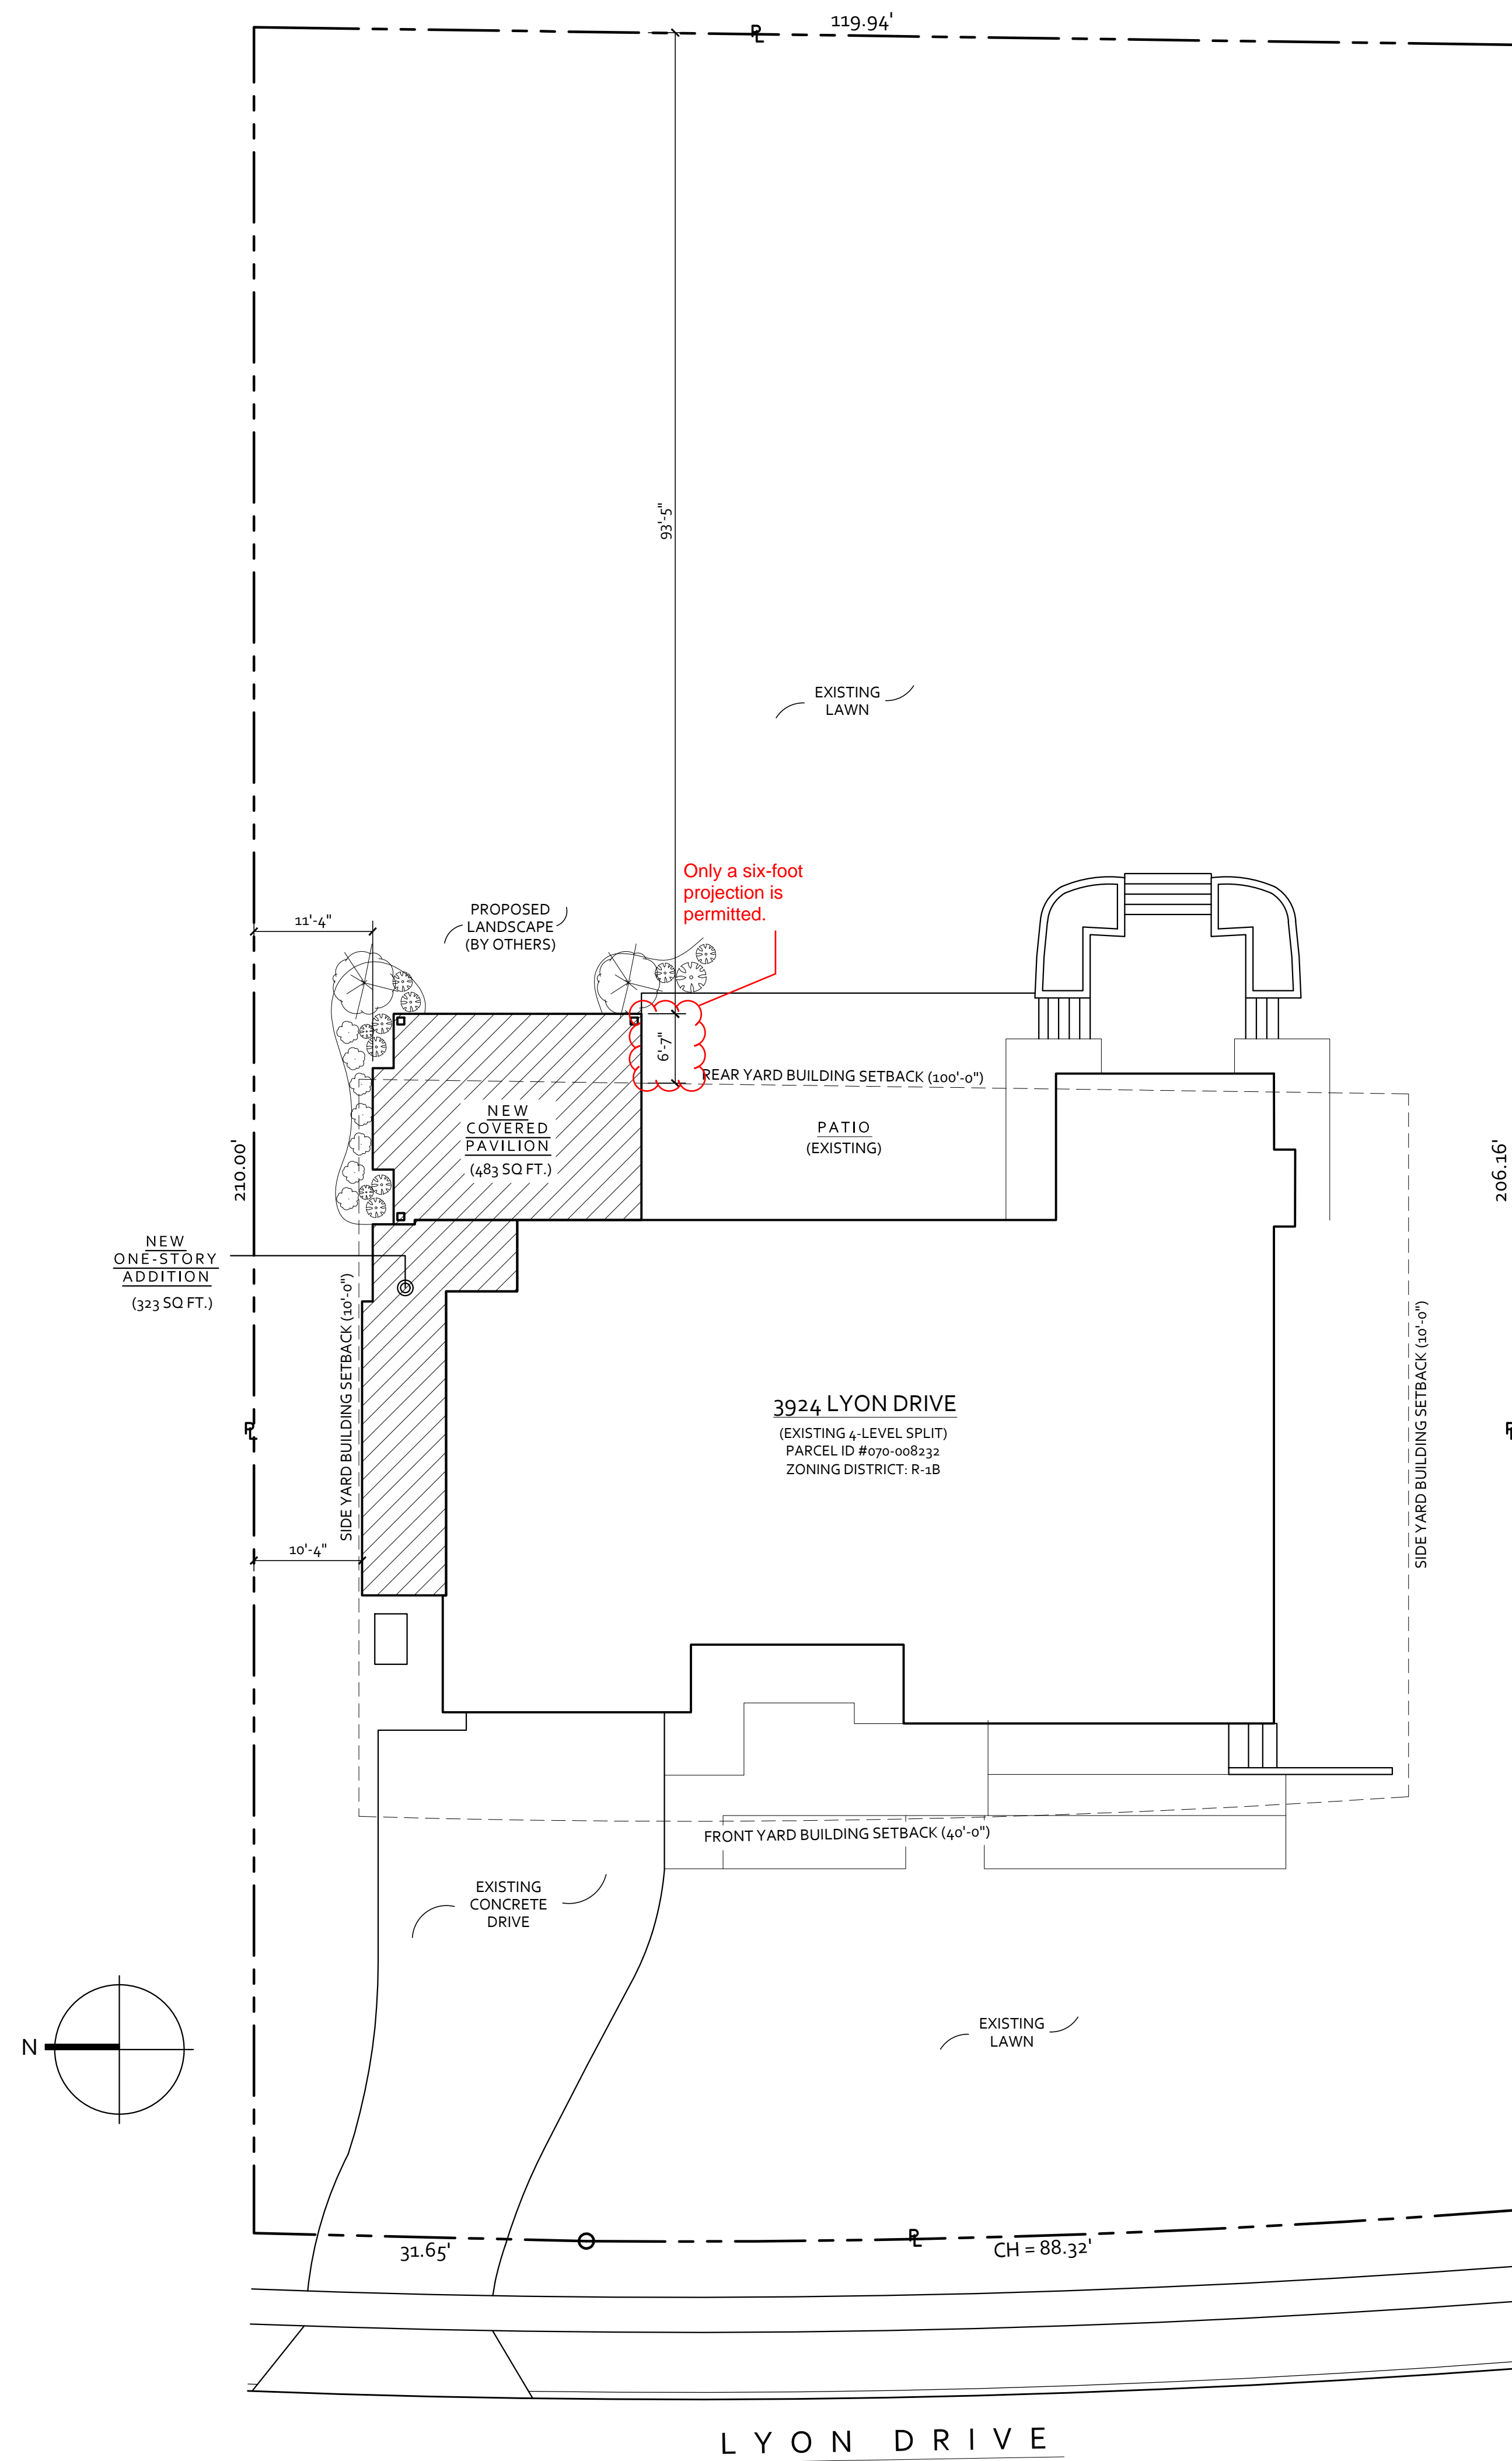 119.94'
PL
93'-5"
EXISTING
LAWN
Only a six-foot
projection is
permitted.
PROPOSED
LANDSCAPE
(BY OTHERS)
11'-4"
6'-7"
REAR YARD BUILDING SETBACK (100'-0")
NEW
COVERED
PAVILION
(483 SQ FT.)
PATIO
(EXISTING)
210.00'
206.16'
NEW
ONE-STORY
ADDITION
(323 SQ FT.)
SIDE YARD BUILDING SETBACK (10'-0")
SIDE YARD BUILDING SETBACK (10'-0")
3924 LYON DRIVE
(EXISTING 4-LEVEL SPLIT)
PARCEL ID #070-008232
ZONING DISTRICT: R-1B
PL
PL
10'-4"
FRONT YARD BUILDING SETBACK (40'-0")
EXISTING
CONCRETE
DRIVE
EXISTING
LAWN
N
PL
31.65'
CH = 88.32'
LYON DRIVE